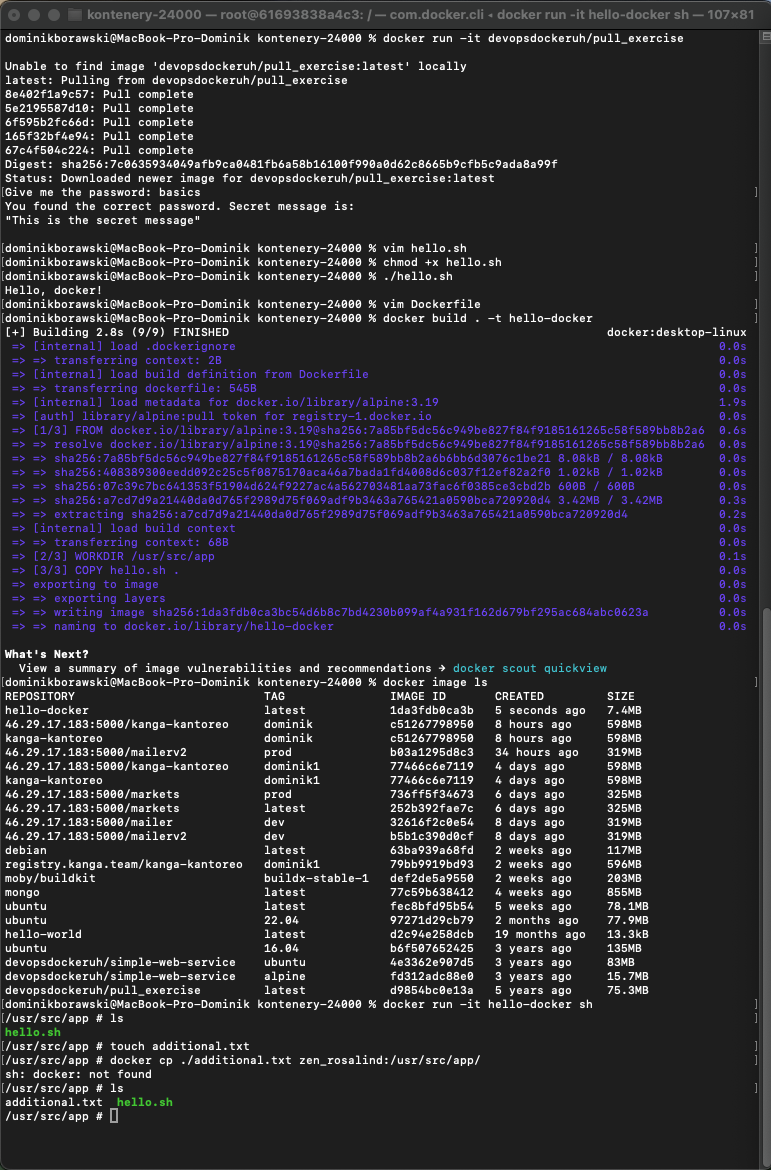 kontenery-24000 — root@61693838a4c3: / — com.docker.cli • docker run -it hello-docker sh — 107×81
dominikborawski@MacBook-Pro-Dominik kontenery-24000 % docker run -it devopsdockeruh/pull_exercise
Unable to find image 'devopsdockeruh/pull_exercise:latest' locally
latest: Pulling from devopsdockeruh/pull_exercise
8e402f1a9c57: Pull complete
5e2195587d10: Pull complete
6f595b2fc66d: Pull complete
165f32bf4e94: Pull complete
67c4f504c224: Pull complete
Digest: sha256:7c0635934049afb9ca0481fb6a58b16100f990a0d62c8665b9cfb5c9ada8a99f
Status: Downloaded newer image for devopsdockeruh/pull_exercise:latest
[Give me the password: basics ]
You found the correct password. Secret message is:
"This is the secret message"
[dominikborawski@MacBook-Pro-Dominik kontenery-24000 % vim hello.sh ]
[dominikborawski@MacBook-Pro-Dominik kontenery-24000 % chmod +x hello.sh ]
[dominikborawski@MacBook-Pro-Dominik kontenery-24000 % ./hello.sh ]
Hello, docker!
[dominikborawski@MacBook-Pro-Dominik kontenery-24000 % vim Dockerfile ]
[dominikborawski@MacBook-Pro-Dominik kontenery-24000 % docker build . -t hello-docker ]
[+] Building 2.8s (9/9) FINISHED docker:desktop-linux
=> [internal] load .dockerignore 0.0s
=> => transferring context: 2B 0.0s
=> [internal] load build definition from Dockerfile 0.0s
=> => transferring dockerfile: 545B 0.0s
=> [internal] load metadata for docker.io/library/alpine:3.19 1.9s
=> [auth] library/alpine:pull token for registry-1.docker.io 0.0s
=> [1/3] FROM docker.io/library/alpine:3.19@sha256:7a85bf5dc56c949be827f84f9185161265c58f589bb8b2a6 0.6s
=> => resolve docker.io/library/alpine:3.19@sha256:7a85bf5dc56c949be827f84f9185161265c58f589bb8b2a6 0.0s
=> => sha256:7a85bf5dc56c949be827f84f9185161265c58f589bb8b2a6b6bb6d3076c1be21 8.08kB / 8.08kB 0.0s
=> => sha256:408389300eedd092c25c5f0875170aca46a7bada1fd4008d6c037f12ef82a2f0 1.02kB / 1.02kB 0.0s
=> => sha256:07c39c7bc641353f51904d624f9227ac4a562703481aa73fac6f0385ce3cbd2b 600B / 600B 0.0s
=> => sha256:a7cd7d9a21440da0d765f2989d75f069adf9b3463a765421a0590bca720920d4 3.42MB / 3.42MB 0.3s
=> => extracting sha256:a7cd7d9a21440da0d765f2989d75f069adf9b3463a765421a0590bca720920d4 0.2s
=> [internal] load build context 0.0s
=> => transferring context: 68B 0.0s
=> [2/3] WORKDIR /usr/src/app 0.1s
=> [3/3] COPY hello.sh . 0.0s
=> exporting to image 0.0s
=> => exporting layers 0.0s
=> => writing image sha256:1da3fdb0ca3bc54d6b8c7bd4230b099af4a931f162d679bf295ac684abc0623a 0.0s
=> => naming to docker.io/library/hello-docker 0.0s
What's Next?
View a summary of image vulnerabilities and recommendations → docker scout quickview
[dominikborawski@MacBook-Pro-Dominik kontenery-24000 % docker image ls ]
REPOSITORY TAG IMAGE ID CREATED SIZE
hello-docker latest 1da3fdb0ca3b 5 seconds ago 7.4MB
46.29.17.183:5000/kanga-kantoreo dominik c51267798950 8 hours ago 598MB
kanga-kantoreo dominik c51267798950 8 hours ago 598MB
46.29.17.183:5000/mailerv2 prod b03a1295d8c3 34 hours ago 319MB
46.29.17.183:5000/kanga-kantoreo dominik1 77466c6e7119 4 days ago 598MB
kanga-kantoreo dominik1 77466c6e7119 4 days ago 598MB
46.29.17.183:5000/markets prod 736ff5f34673 6 days ago 325MB
46.29.17.183:5000/markets latest 252b392fae7c 6 days ago 325MB
46.29.17.183:5000/mailer dev 32616f2c0e54 8 days ago 319MB
46.29.17.183:5000/mailerv2 dev b5b1c390d0cf 8 days ago 319MB
debian latest 63ba939a68fd 2 weeks ago 117MB
registry.kanga.team/kanga-kantoreo dominik1 79bb9919bd93 2 weeks ago 596MB
moby/buildkit buildx-stable-1 def2de5a9550 2 weeks ago 203MB
mongo latest 77c59b638412 4 weeks ago 855MB
ubuntu latest fec8bfd95b54 5 weeks ago 78.1MB
ubuntu 22.04 97271d29cb79 2 months ago 77.9MB
hello-world latest d2c94e258dcb 19 months ago 13.3kB
ubuntu 16.04 b6f507652425 3 years ago 135MB
devopsdockeruh/simple-web-service ubuntu 4e3362e907d5 3 years ago 83MB
devopsdockeruh/simple-web-service alpine fd312adc88e0 3 years ago 15.7MB
devopsdockeruh/pull_exercise latest d9854bc0e13a 5 years ago 75.3MB
[dominikborawski@MacBook-Pro-Dominik kontenery-24000 % docker run -it hello-docker sh ]
[/usr/src/app # ls ]
hello.sh
[/usr/src/app # touch additional.txt ]
[/usr/src/app # docker cp ./additional.txt zen_rosalind:/usr/src/app/ ]
sh: docker: not found
[/usr/src/app # ls ]
additional.txt hello.sh
/usr/src/app #